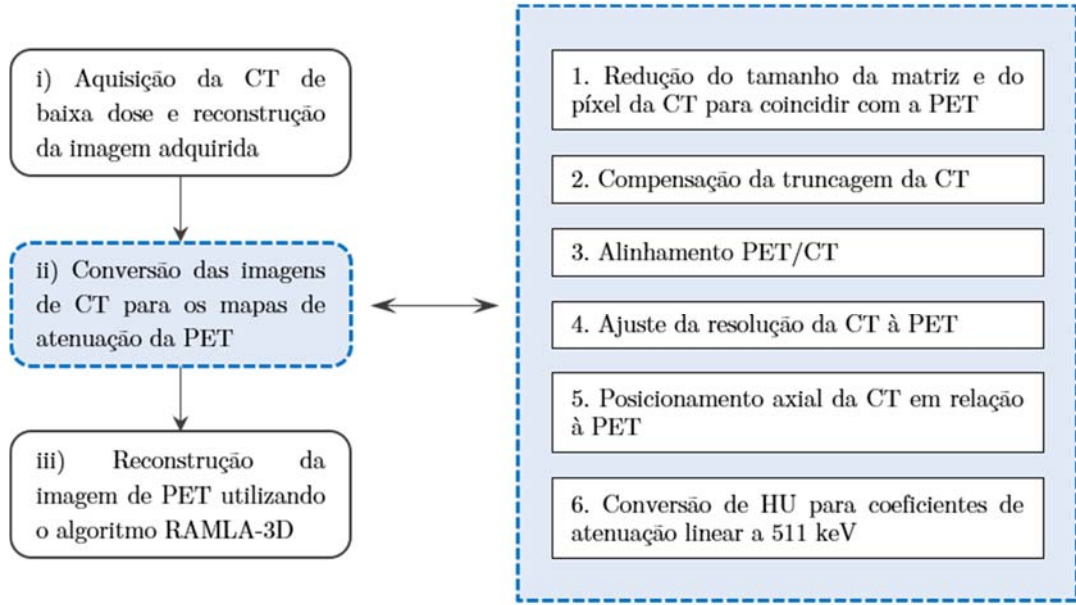 i) Aquisição da CT de
baixa dose e reconstrução
da imagem adquirida
ii) Conversão das imagens
de CT para os mapas de
atenuação da PET
iii) Reconstrução da
imagem de PET utilizando
o algoritmo RAMLA-3D
1. Redução do tamanho da matriz e do
píxel da CT para coincidir com a PET
2. Compensação da truncagem da CT
3. Alinhamento PET/CT
4. Ajuste da resolução da CT à PET
5. Posicionamento axial da CT em relação
à PET
6. Conversão de HU para coeficientes de
atenuação linear a 511 keV